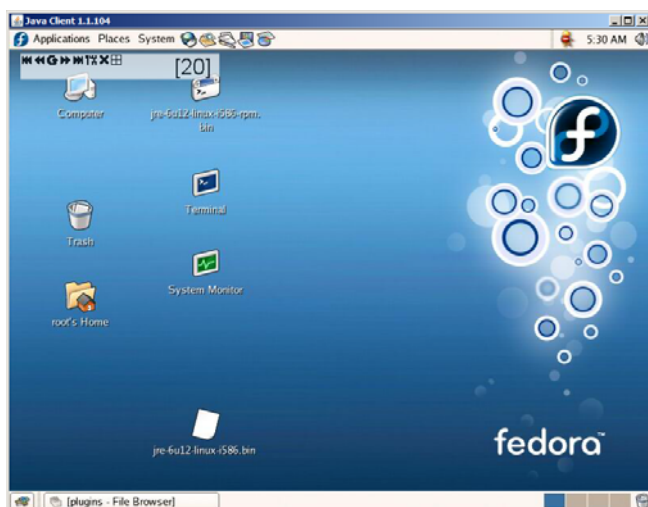 Java Client 1.1.104
Applications Places System
5:30 AM
[20]
Computer
jre-6u12-linux-i586-rpm.
bin
Terminal
Trash
System Monitor
root's Home
jre-6u12-linux-i586.bin
fedora™
[plugins - File Browser]